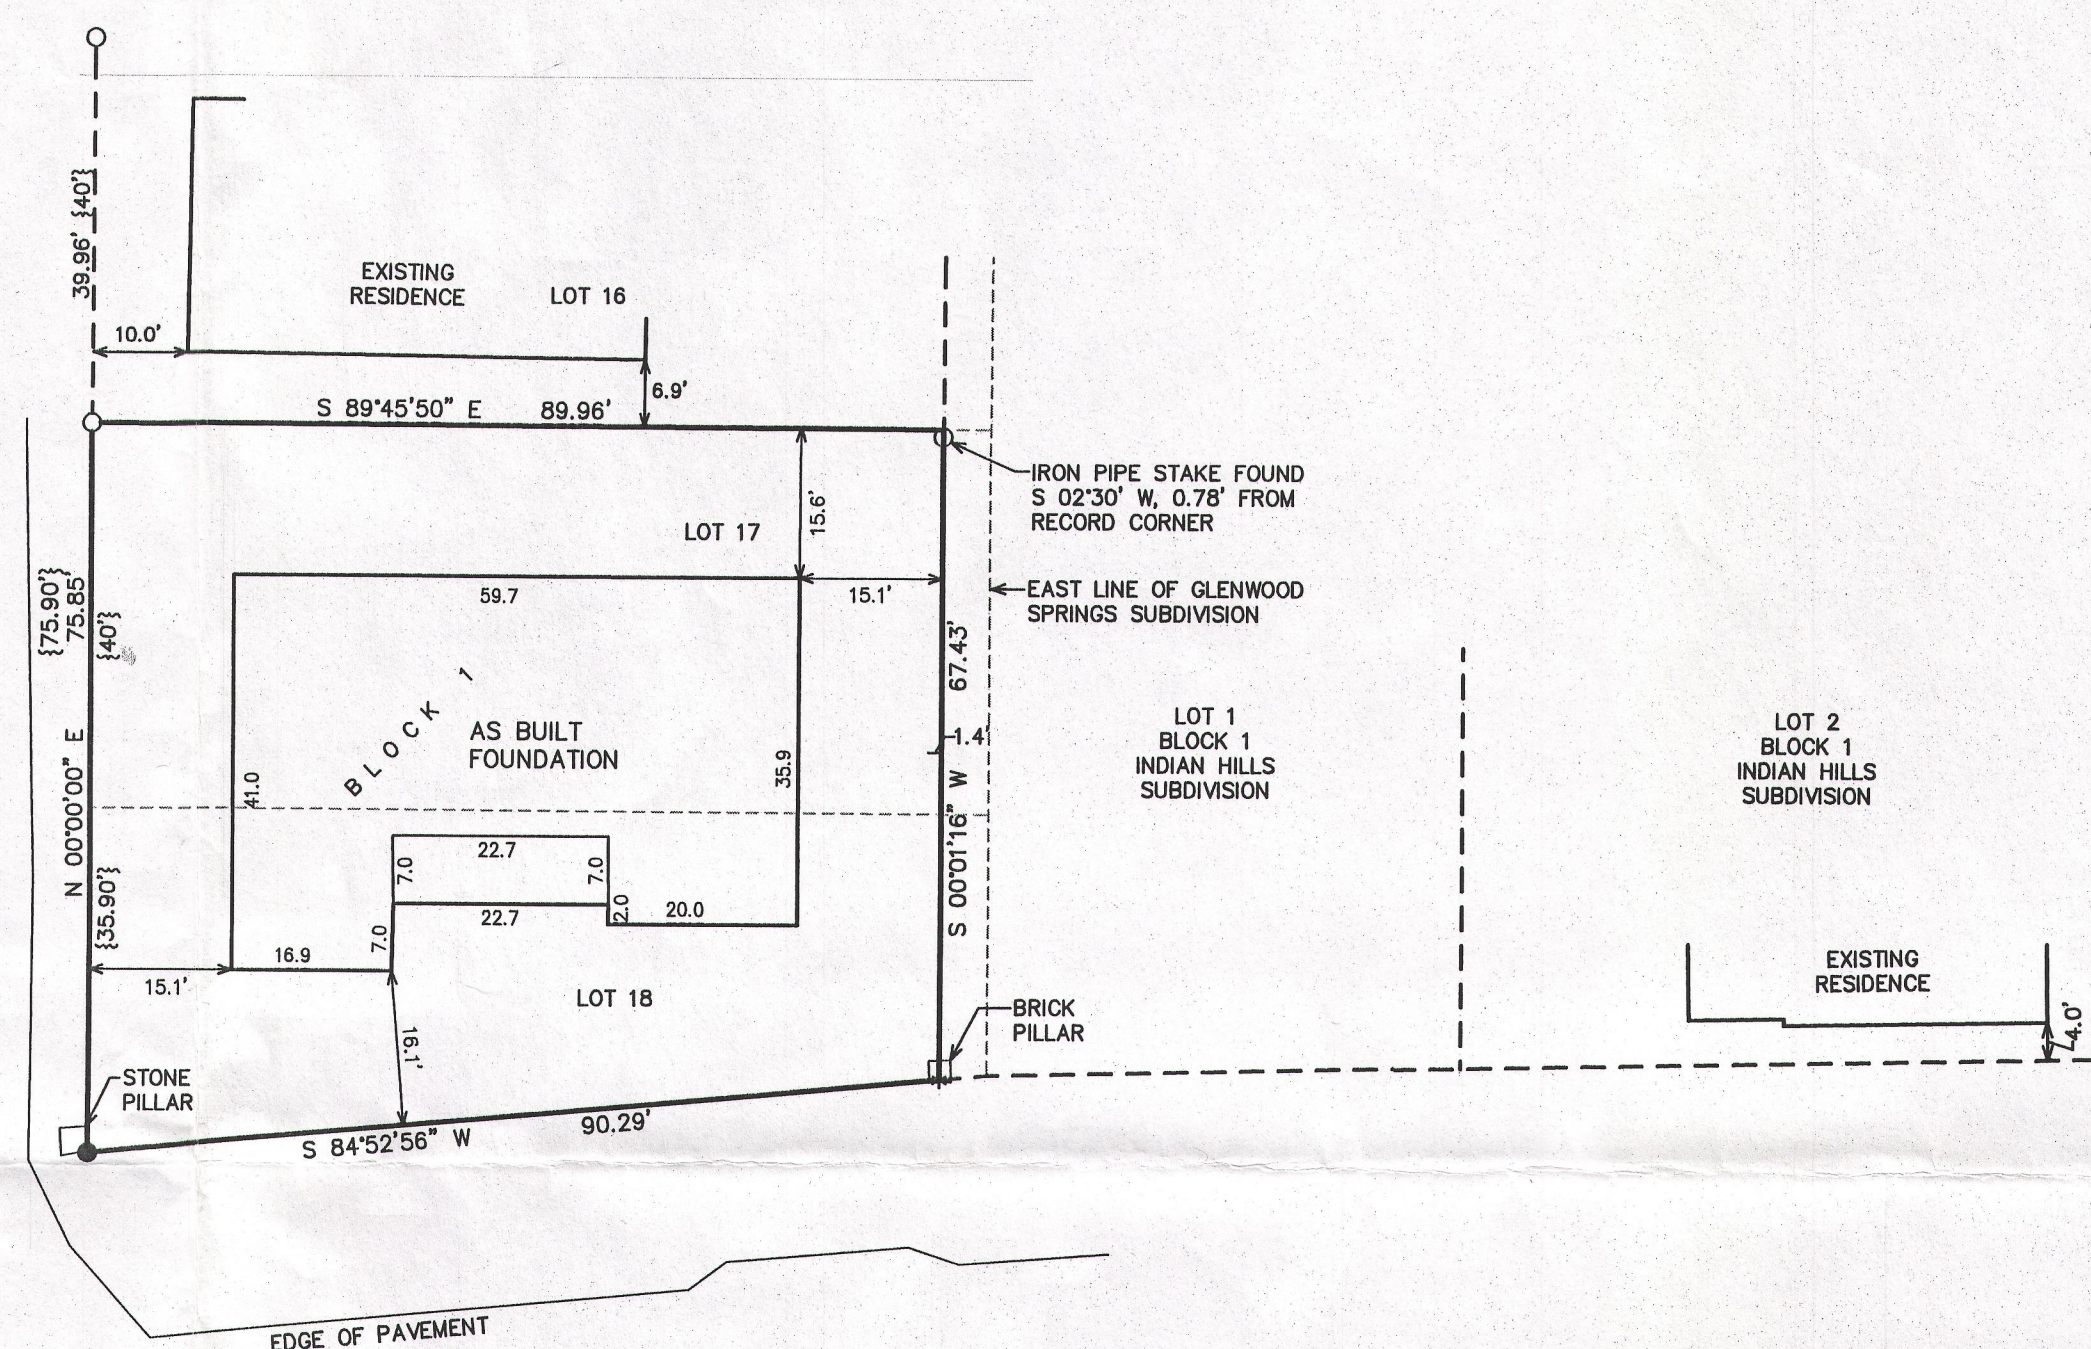 39.96' {40'}
EXISTING
RESIDENCE
LOT 16
10.0'
6.9'
S 89°45'50" E 89.96'
IRON PIPE STAKE FOUND
S 02°30' W, 0.78' FROM
RECORD CORNER
LOT 17
15.6'
59.7
15.1'
EAST LINE OF GLENWOOD
SPRINGS SUBDIVISION
{75.90'}
75.85'
{40'}
N 00°00'00" E
{35.90'}
67.43'
1.4'
S 00°01'16" W
BLOCK 1
AS BUILT
FOUNDATION
41.0
35.9
LOT 1
BLOCK 1
INDIAN HILLS
SUBDIVISION
LOT 2
BLOCK 1
INDIAN HILLS
SUBDIVISION
22.7
7.0
7.0
22.7
2.0
20.0
7.0
16.9
15.1'
LOT 18
16.1'
EXISTING
RESIDENCE
4.0'
BRICK
PILLAR
STONE
PILLAR
S 84°52'56" W
90.29'
EDGE OF PAVEMENT